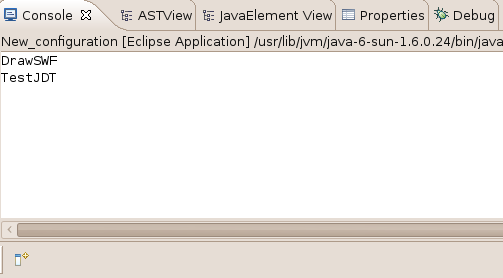 Console ASTView JavaElement View Properties Debug
New_configuration [Eclipse Application] /usr/lib/jvm/java-6-sun-1.6.0.24/bin/java
DrawSWF
TestJDT